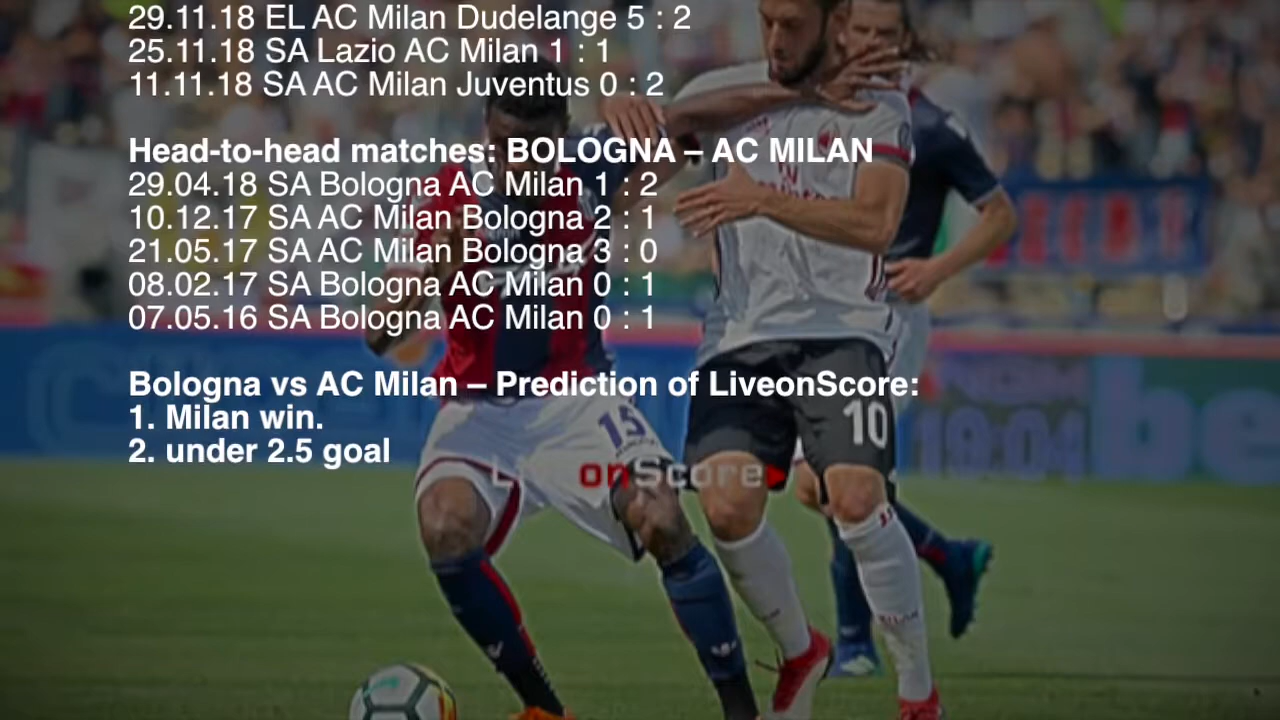 29.11.18 EL AC Milan Dudelange 5 : 2
25.11.18 SA Lazio AC Milan 1 : 1
11.11.18 SA AC Milan Juventus 0 : 2
Head-to-head matches: BOLOGNA – AC MILAN
29.04.18 SA Bologna AC Milan 1 : 2
10.12.17 SA AC Milan Bologna 2 : 1
21.05.17 SA AC Milan Bologna 3 : 0
08.02.17 SA Bologna AC Milan 0 : 1
07.05.16 SA Bologna AC Milan 0 : 1
Bologna vs AC Milan – Prediction of LiveonScore:
1. Milan win.
2. under 2.5 goal
15
10
19:04
be
onScore